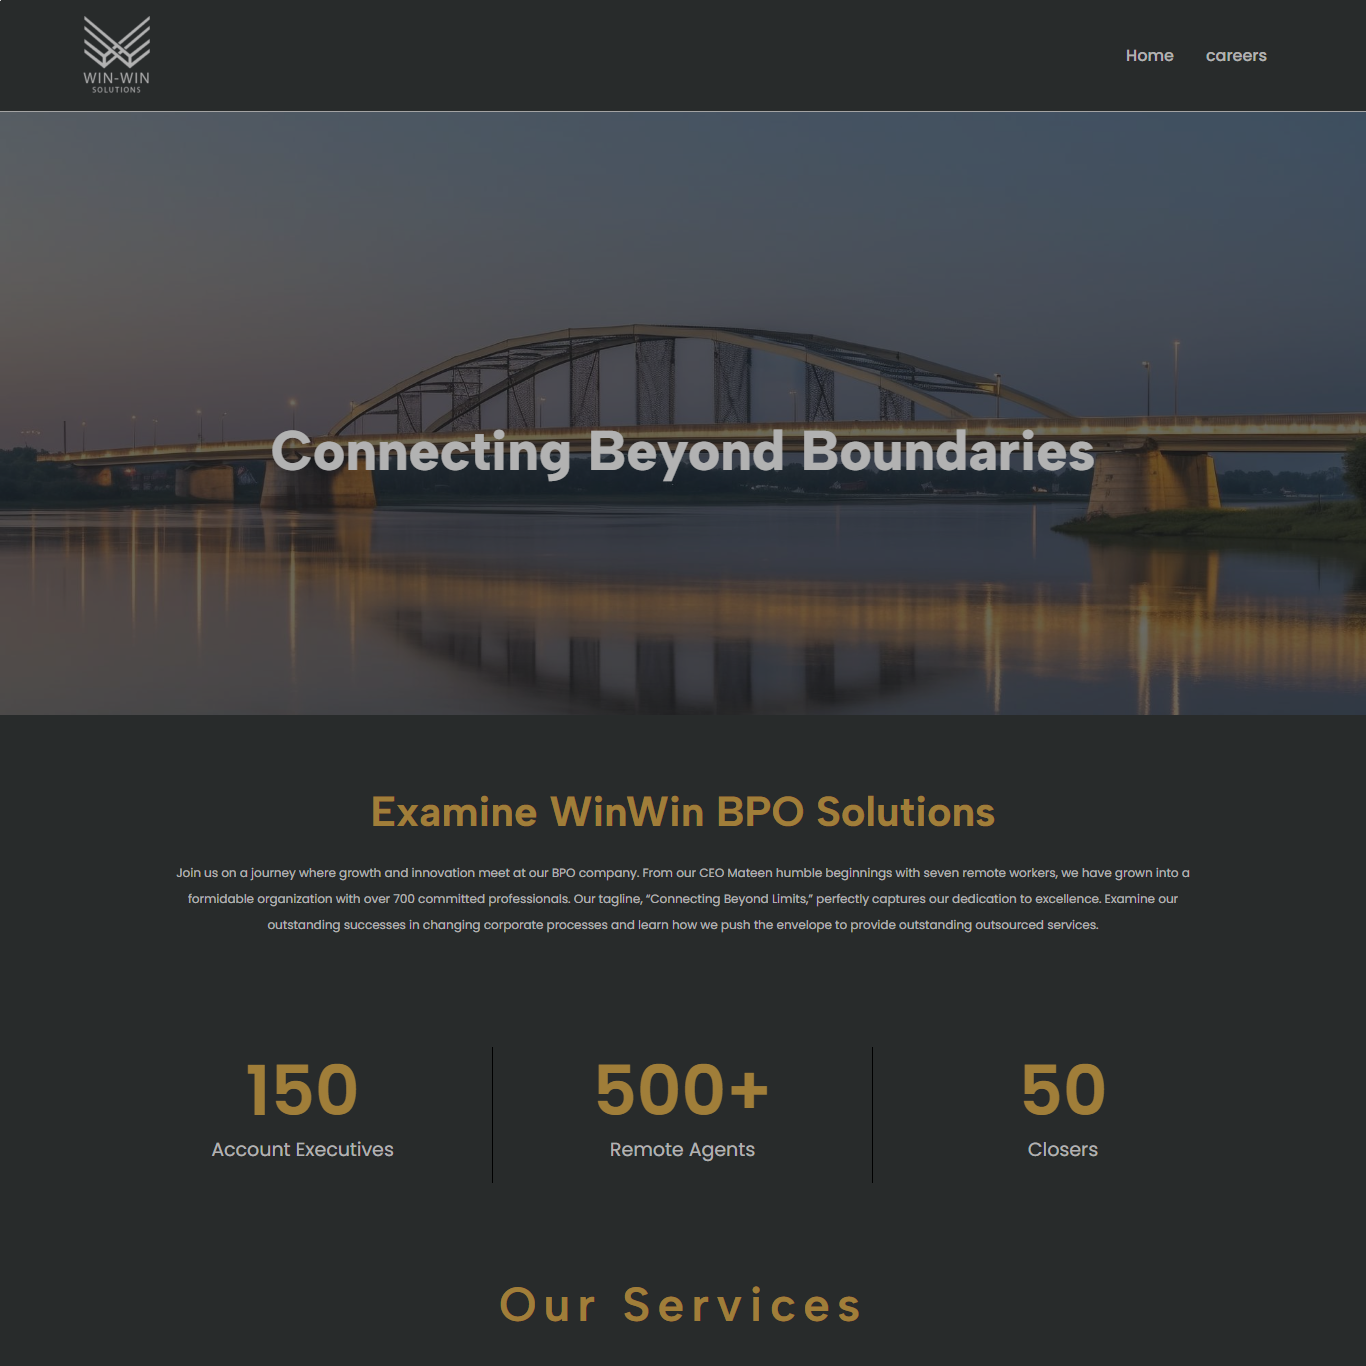 WIN-WIN
SOLUTIONS
Home careers
Connecting Beyond Boundaries
Examine WinWin BPO Solutions
Join us on a journey where growth and innovation meet at our BPO company. From our CEO Mateen humble beginnings with seven remote workers, we have grown into a
formidable organization with over 700 committed professionals. Our tagline, “Connecting Beyond Limits,” perfectly captures our dedication to excellence. Examine our
outstanding successes in changing corporate processes and learn how we push the envelope to provide outstanding outsourced services.
150
Account Executives
500+
Remote Agents
50
Closers
Our Services